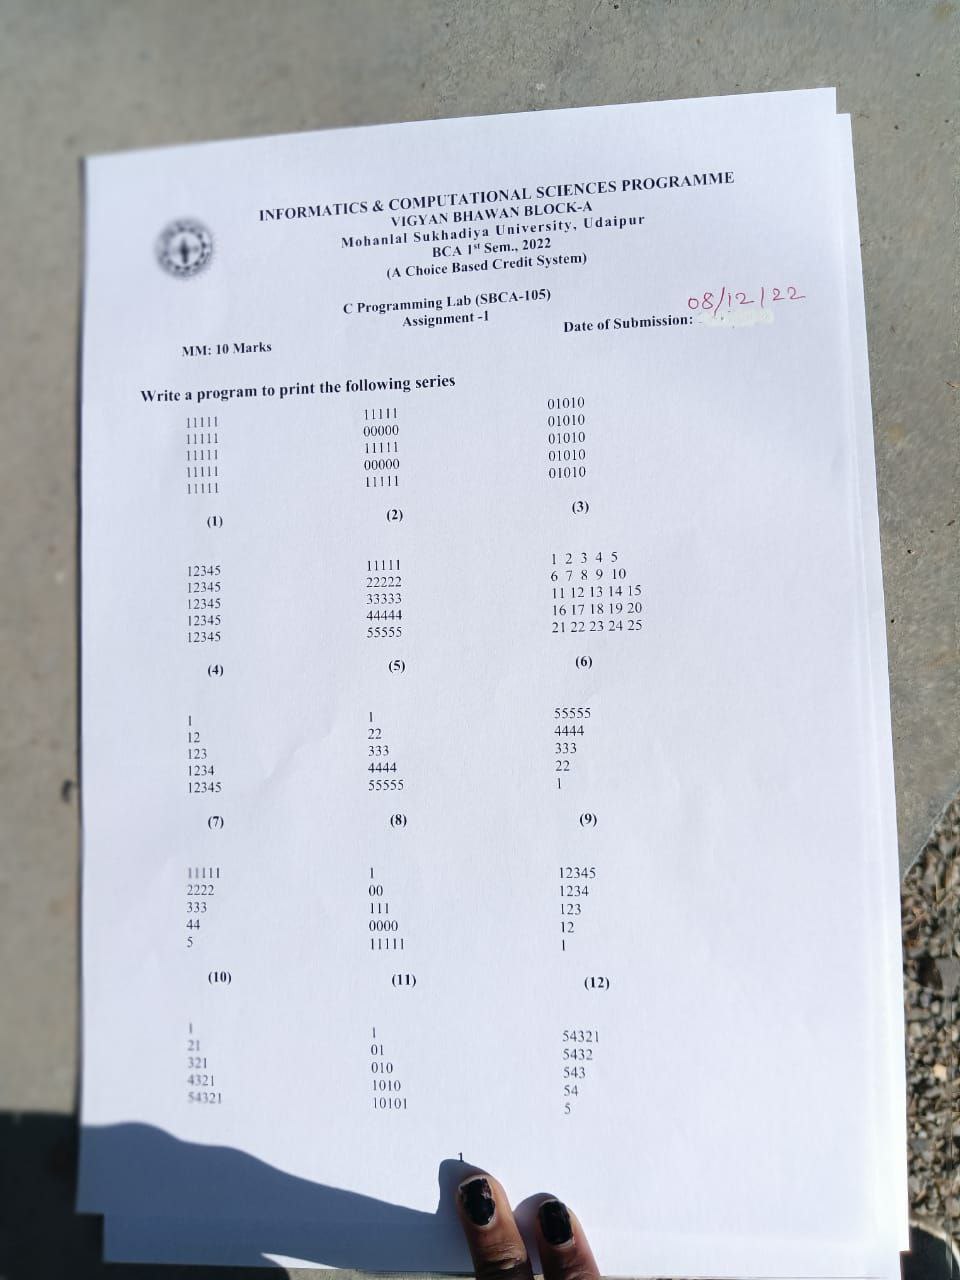 INFORMATICS & COMPUTATIONAL SCIENCES PROGRAMME
VIGYAN BHAWAN BLOCK-A
Mohanlal Sukhadiya University, Udaipur
BCA 1st Sem., 2022
(A Choice Based Credit System)
C Programming Lab (SBCA-105)
Assignment -1
08/12/22
Date of Submission:
MM: 10 Marks
Write a program to print the following series
11111 11111 01010
11111 00000 01010
11111 11111 01010
11111 00000 01010
11111 11111 01010
(1) (2) (3)
12345 11111 1 2 3 4 5
12345 22222 6 7 8 9 10
12345 33333 11 12 13 14 15
12345 44444 16 17 18 19 20
12345 55555 21 22 23 24 25
(4) (5) (6)
1 1 55555
12 22 4444
123 333 333
1234 4444 22
12345 55555 1
(7) (8) (9)
11111 1 12345
2222 00 1234
333 111 123
44 0000 12
5 11111 1
(10) (11) (12)
1 1 54321
21 01 5432
321 010 543
4321 1010 54
54321 10101 5
1